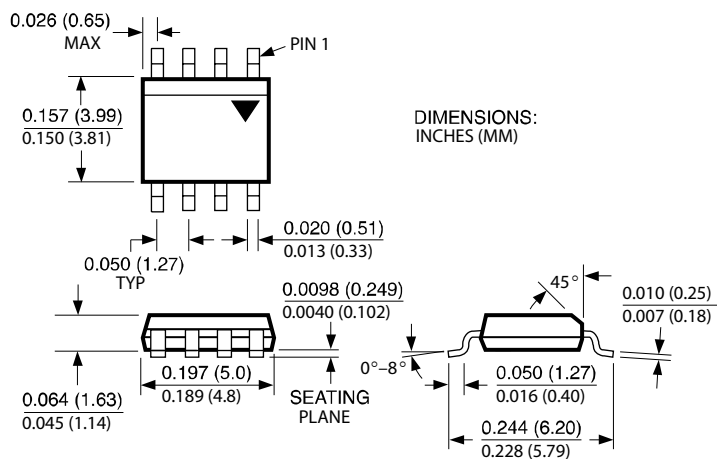 0.026 (0.65)
MAX
PIN 1
0.157 (3.99)
0.150 (3.81)
DIMENSIONS:
INCHES (MM)
0.020 (0.51)
0.013 (0.33)
0.050 (1.27)
TYP
0.0098 (0.249)
0.0040 (0.102)
45°
0.010 (0.25)
0.007 (0.18)
0°–8°
0.197 (5.0)
0.189 (4.8)
SEATING
PLANE
0.050 (1.27)
0.016 (0.40)
0.064 (1.63)
0.045 (1.14)
0.244 (6.20)
0.228 (5.79)